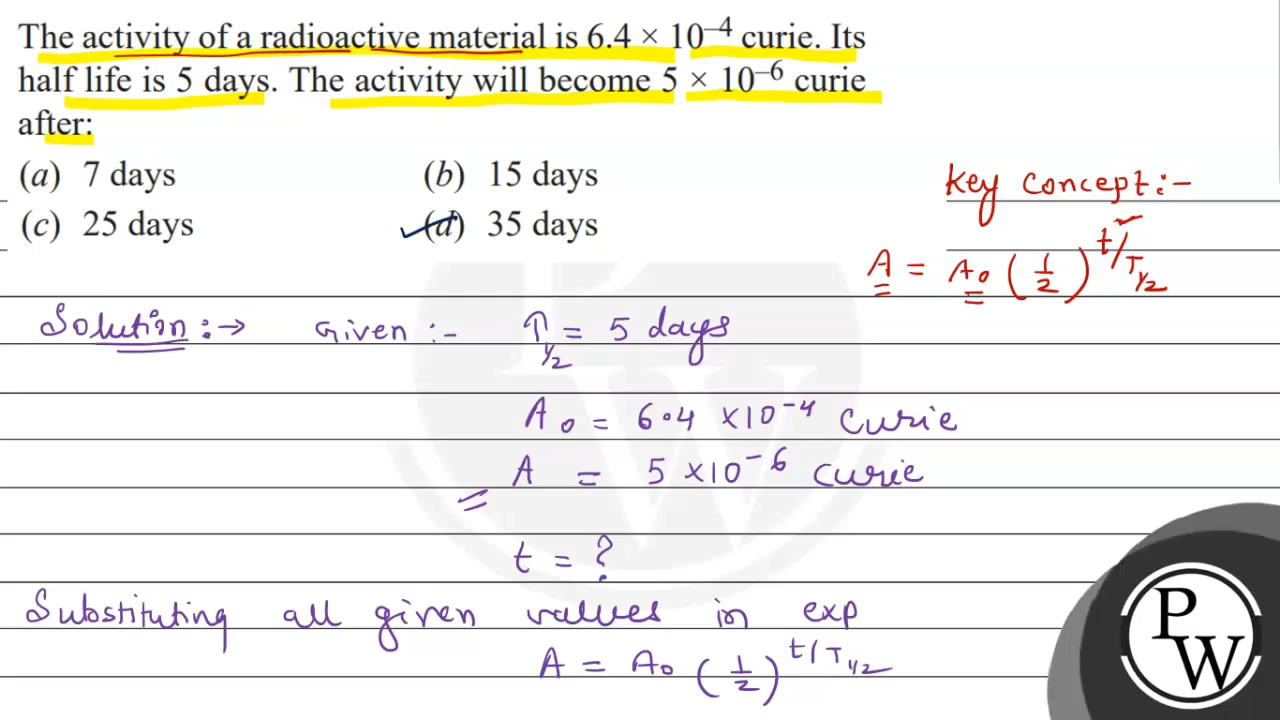 The activity of a radioactive material is 6.4 × 10⁻⁴ curie. Its
half life is 5 days. The activity will become 5 × 10⁻⁶ curie
after:
(a) 7 days (b) 15 days
(c) 25 days (d) 35 days
Key concept:-
A = A₀ (1/2)^t/T₁/₂
Solution:→ Given:- T₁/₂ = 5 days
A₀ = 6.4 ×10⁻⁴ curie
A = 5 ×10⁻⁶ curie
t = ?
Substituting all given values in exp
A = A₀ (1/2)^t/T₁/₂
PW